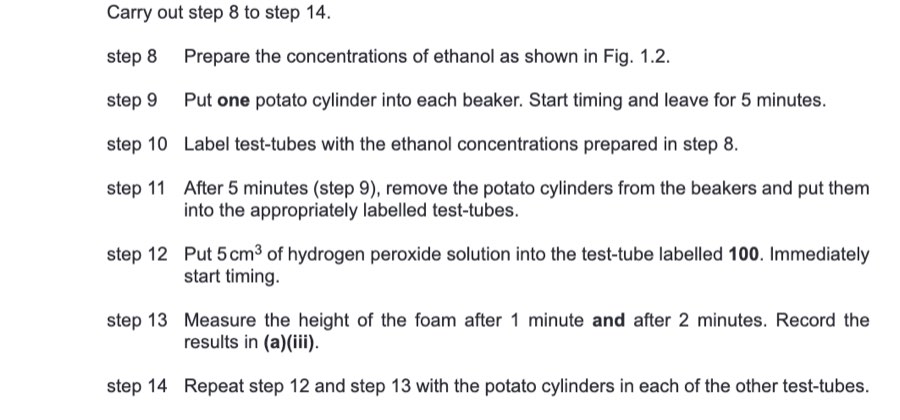 Carry out step 8 to step 14.
step 8 Prepare the concentrations of ethanol as shown in Fig. 1.2.
step 9 Put one potato cylinder into each beaker. Start timing and leave for 5 minutes.
step 10 Label test-tubes with the ethanol concentrations prepared in step 8.
step 11 After 5 minutes (step 9), remove the potato cylinders from the beakers and put them
into the appropriately labelled test-tubes.
step 12 Put 5 cm³ of hydrogen peroxide solution into the test-tube labelled 100. Immediately
start timing.
step 13 Measure the height of the foam after 1 minute and after 2 minutes. Record the
results in (a)(iii).
step 14 Repeat step 12 and step 13 with the potato cylinders in each of the other test-tubes.